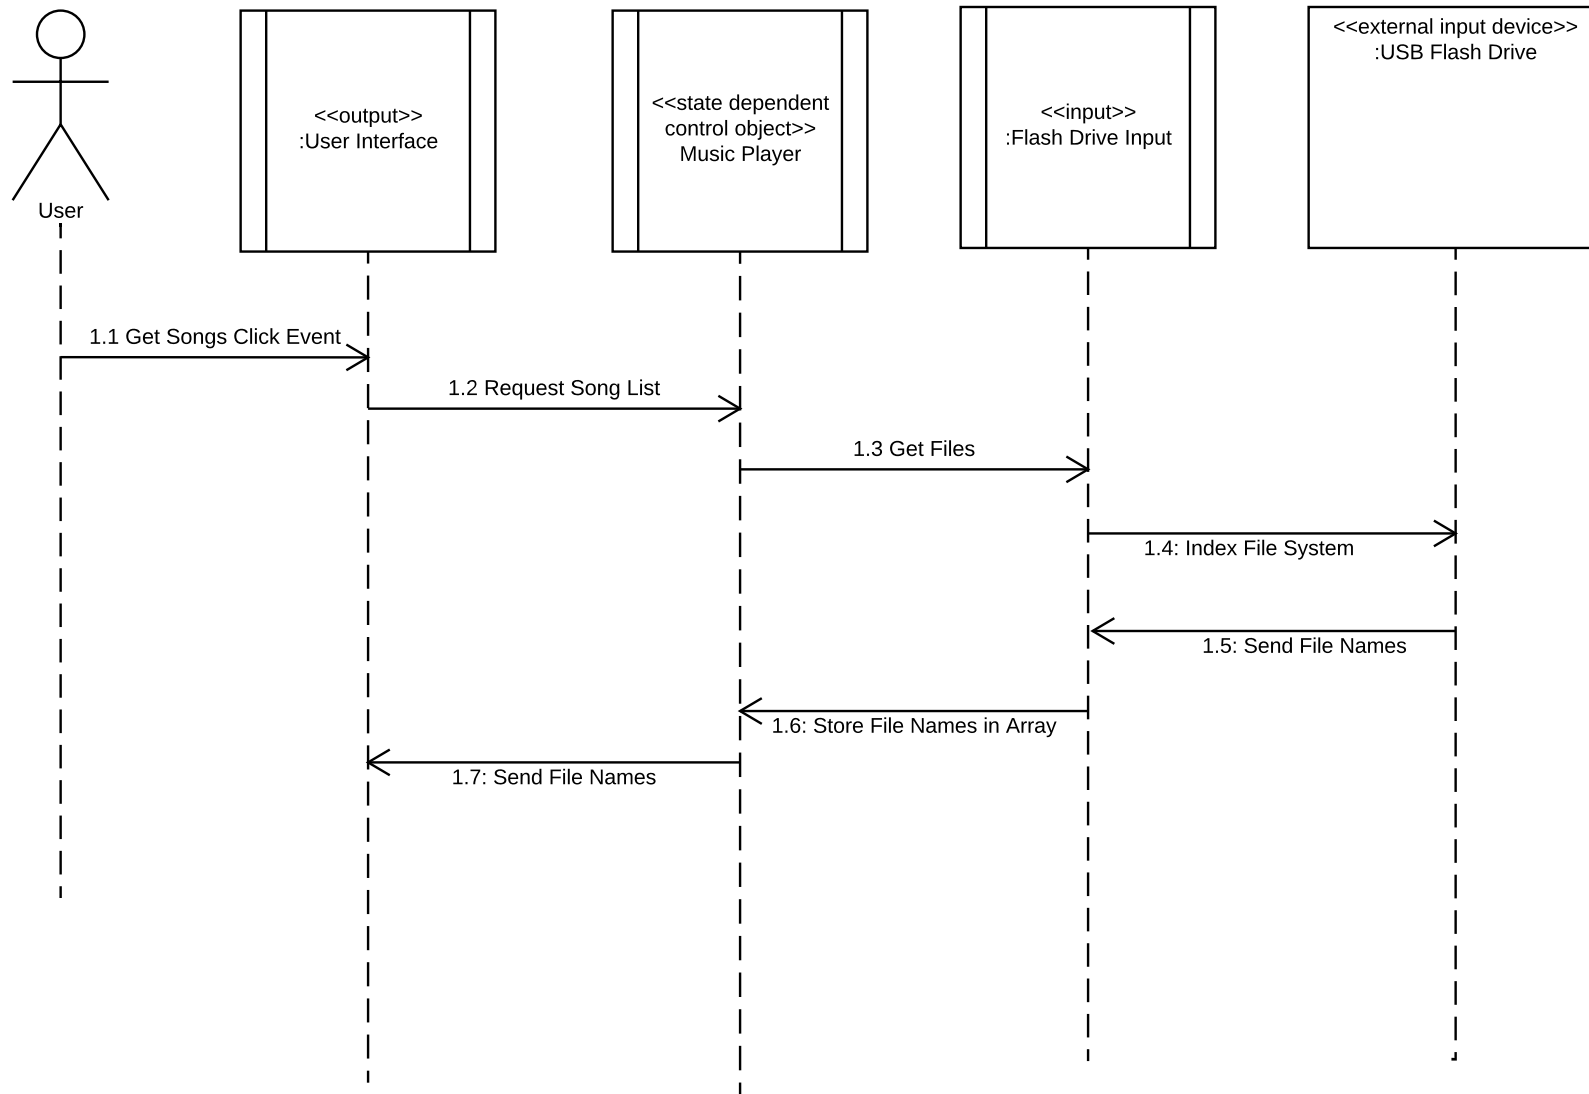 User
<<output>>
:User Interface
<<state dependent
control object>>
Music Player
<<input>>
:Flash Drive Input
<<external input device>>
:USB Flash Drive
1.1 Get Songs Click Event
1.2 Request Song List
1.3 Get Files
1.4: Index File System
1.5: Send File Names
1.6: Store File Names in Array
1.7: Send File Names